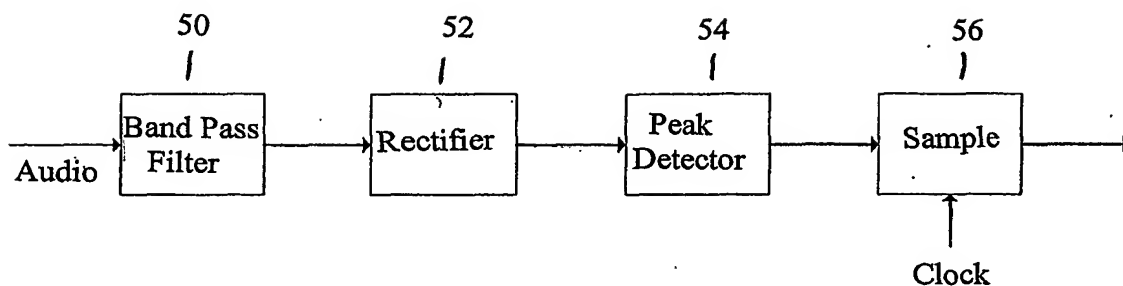 50
52
54
56
Band Pass
Filter
Rectifier
Peak
Detector
Sample
Audio
Clock